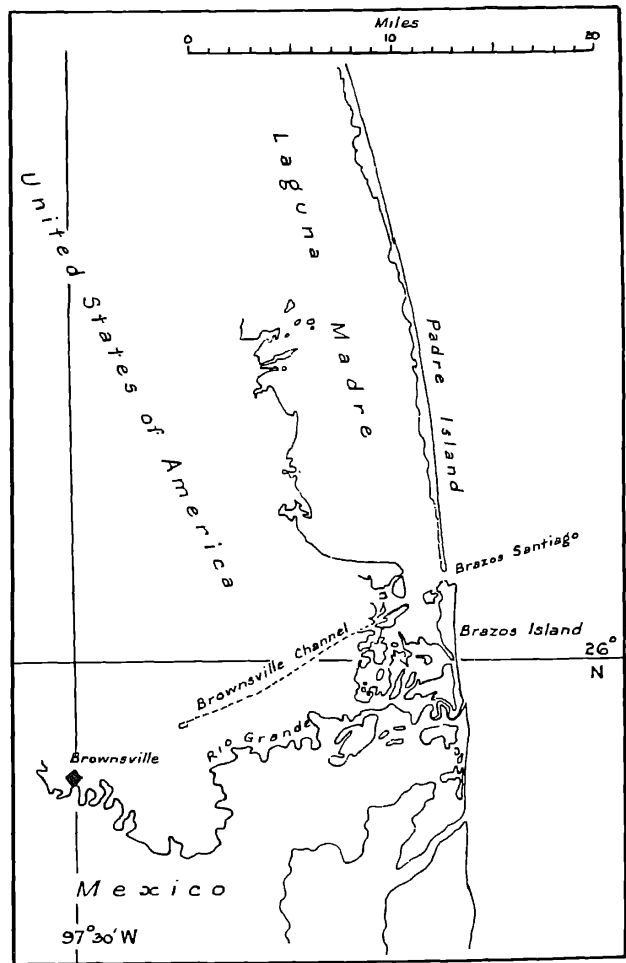 Miles
0 10 20
Laguna Madre
United States of America
Padre Island
Brazos Santiago
Brazos Island
Brownsville Channel
26°
N
Rio Grande
Brownsville
Mexico
97°30'W